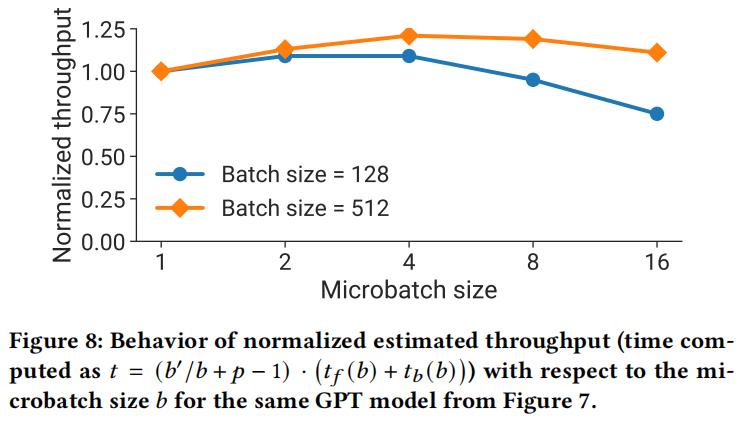 Normalized throughput
1.25
1.00
0.75
0.50
0.25
0.00
Batch size = 128
Batch size = 512
1 2 4 8 16
Microbatch size
Figure 8: Behavior of normalized estimated throughput (time com-
puted as t = (b′/b + p − 1) · (t_f(b) + t_b(b))) with respect to the mi-
crobatch size b for the same GPT model from Figure 7.